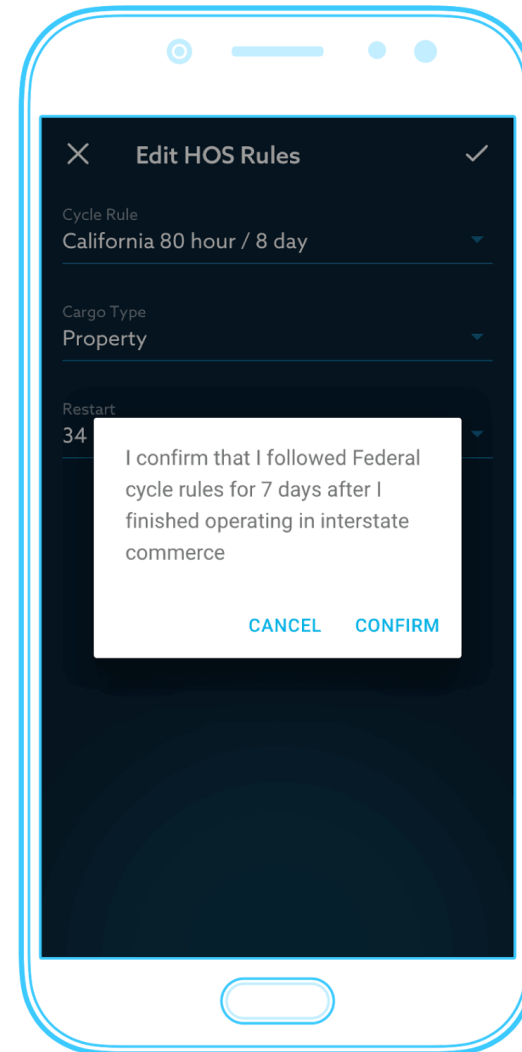 Edit HOS Rules
Cycle Rule
California 80 hour / 8 day
Cargo Type
Property
Restart
34
I confirm that I followed Federal
cycle rules for 7 days after I
finished operating in interstate
commerce
CANCEL CONFIRM